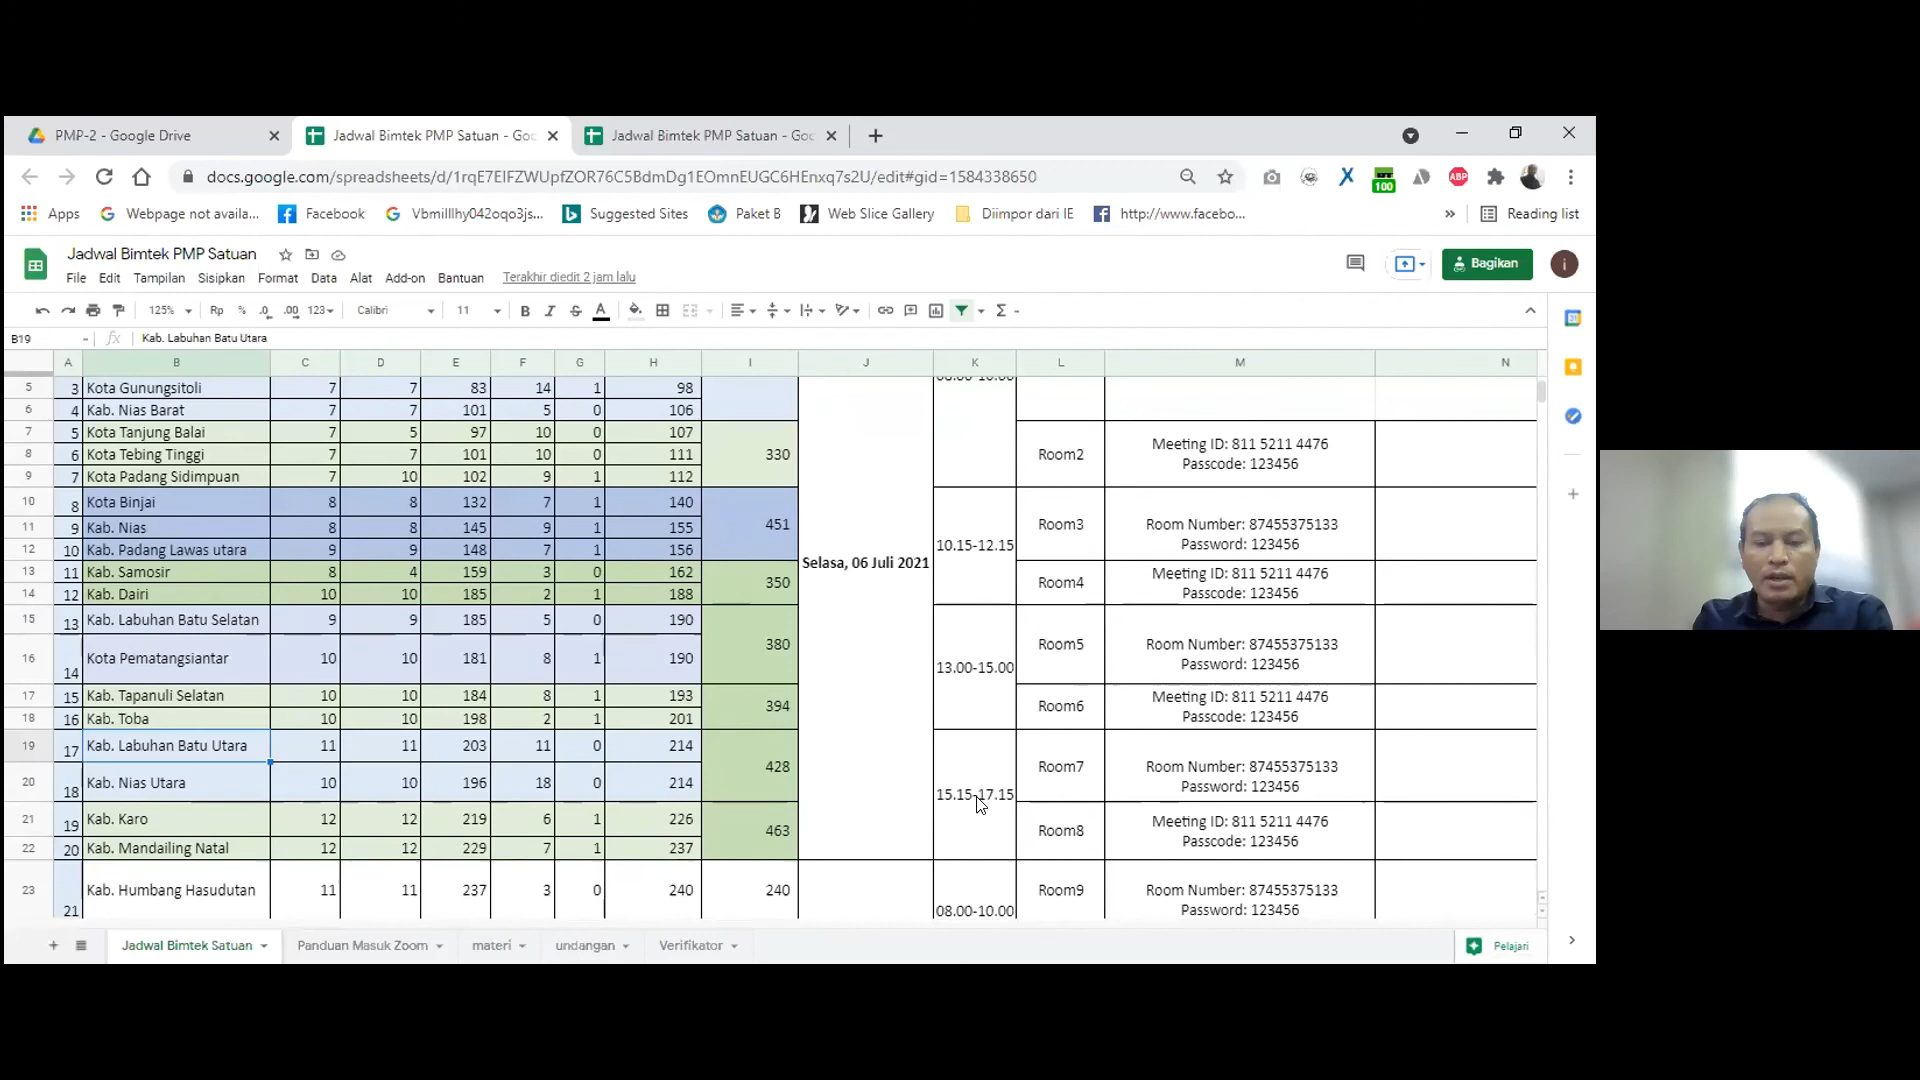 PMP-2 - Google Drive
Jadwal Bimtek PMP Satuan - Goo
Jadwal Bimtek PMP Satuan - Goo
docs.google.com/spreadsheets/d/1rqE7EIFZWUpfZOR76C5BdmDg1EOmnEUGC6HEnxq7s2U/edit#gid=1584338650
100
ABP
Apps
Webpage not availa...
Facebook
Vbmilllhy042oqo3js...
Suggested Sites
Paket B
Web Slice Gallery
Diimpor dari IE
http://www.facebo...
Reading list
Jadwal Bimtek PMP Satuan
File Edit Tampilan Sisipkan Format Data Alat Add-on Bantuan Terakhir diedit 2 jam lalu
Bagikan
i
125% Rp % .0 .00 123 Calibri 11 B I S A
B19 fx Kab. Labuhan Batu Utara
A B C D E F G H I J K L M N
5 3 Kota Gunungsitoli 7 7 83 14 1 98
6 4 Kab. Nias Barat 7 7 101 5 0 106
7 5 Kota Tanjung Balai 7 5 97 10 0 107
8 6 Kota Tebing Tinggi 7 7 101 10 0 111 330 Room2 Meeting ID: 811 5211 4476
Passcode: 123456
9 7 Kota Padang Sidimpuan 7 10 102 9 1 112
10 8 Kota Binjai 8 8 132 7 1 140
11 9 Kab. Nias 8 8 145 9 1 155 451 10.15-12.15 Room3 Room Number: 87455375133
Password: 123456
12 10 Kab. Padang Lawas utara 9 9 148 7 1 156
Selasa, 06 Juli 2021
13 11 Kab. Samosir 8 4 159 3 0 162 350 Room4 Meeting ID: 811 5211 4476
Passcode: 123456
14 12 Kab. Dairi 10 10 185 2 1 188
15 13 Kab. Labuhan Batu Selatan 9 9 185 5 0 190 380 Room5 Room Number: 87455375133
Password: 123456
16 14 Kota Pematangsiantar 10 10 181 8 1 190 13.00-15.00
17 15 Kab. Tapanuli Selatan 10 10 184 8 1 193 394 Room6 Meeting ID: 811 5211 4476
Passcode: 123456
18 16 Kab. Toba 10 10 198 2 1 201
19 17 Kab. Labuhan Batu Utara 11 11 203 11 0 214 428 Room7 Room Number: 87455375133
Password: 123456
20 18 Kab. Nias Utara 10 10 196 18 0 214 15.15-17.15
21 19 Kab. Karo 12 12 219 6 1 226 463 Room8 Meeting ID: 811 5211 4476
Passcode: 123456
22 20 Kab. Mandailing Natal 12 12 229 7 1 237
23 21 Kab. Humbang Hasudutan 11 11 237 3 0 240 240 08.00-10.00 Room9 Room Number: 87455375133
Password: 123456
Jadwal Bimtek Satuan
Panduan Masuk Zoom
materi
undangan
Verifikator
Pelajari